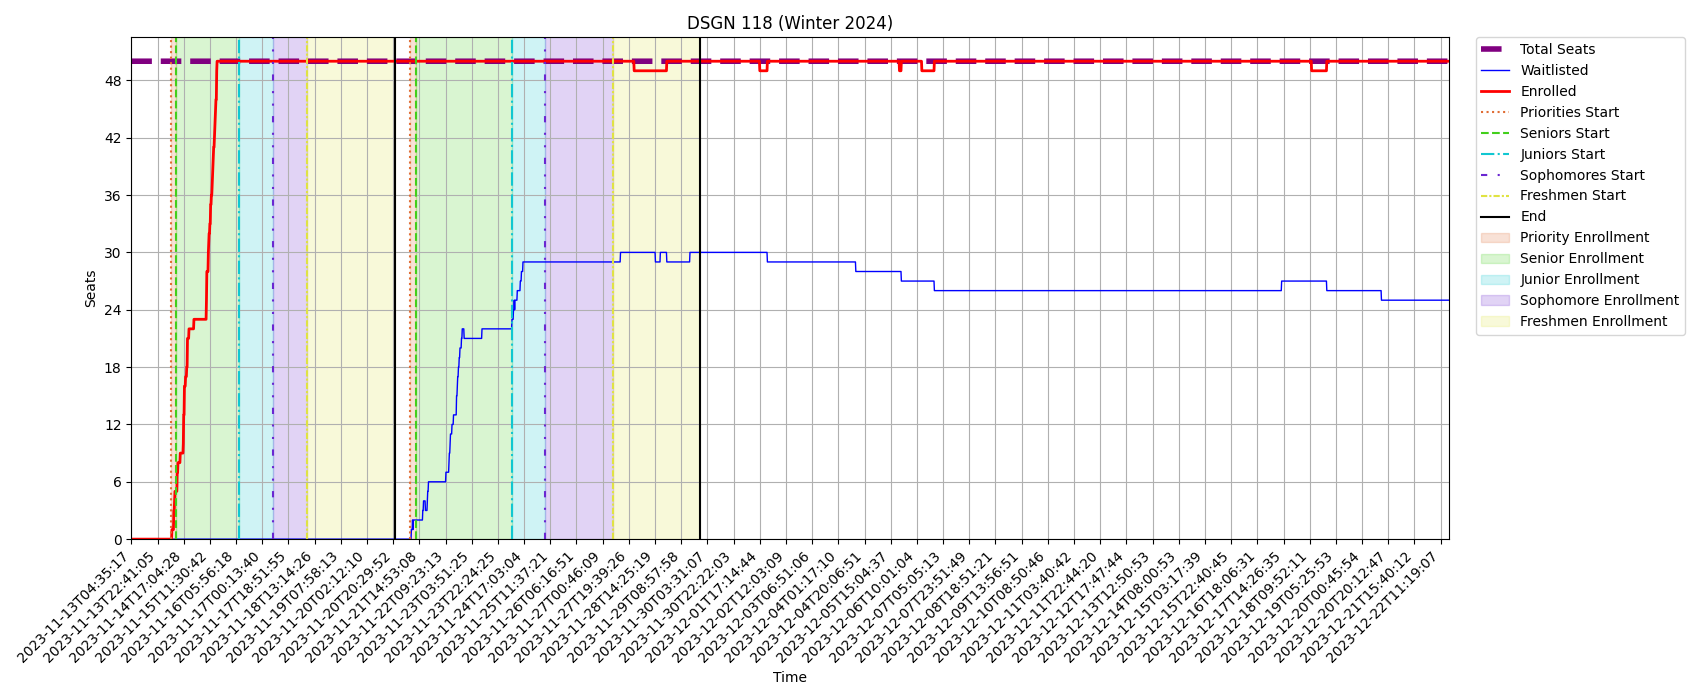 DSGN 118 (Winter 2024)
Total Seats
Waitlisted
Enrolled
Priorities Start
Seniors Start
Juniors Start
Sophomores Start
Freshmen Start
End
Priority Enrollment
Senior Enrollment
Junior Enrollment
Sophomore Enrollment
Freshmen Enrollment
Seats
48
42
36
30
24
18
12
6
0
2023-11-13T04:35:17
2023-11-13T22:41:05
2023-11-14T17:04:28
2023-11-15T11:30:42
2023-11-16T05:56:18
2023-11-17T00:13:40
2023-11-17T18:51:55
2023-11-18T13:14:26
2023-11-19T07:58:13
2023-11-20T02:12:10
2023-11-20T20:29:52
2023-11-21T14:53:08
2023-11-22T09:23:13
2023-11-23T03:51:25
2023-11-23T22:24:25
2023-11-24T17:03:04
2023-11-25T11:37:21
2023-11-26T06:16:51
2023-11-27T00:46:09
2023-11-27T19:39:26
2023-11-28T14:25:19
2023-11-29T08:57:58
2023-11-30T03:31:07
2023-11-30T22:22:03
2023-12-01T17:14:44
2023-12-02T12:03:09
2023-12-03T06:51:06
2023-12-04T01:17:10
2023-12-04T20:06:51
2023-12-05T15:04:37
2023-12-06T10:01:04
2023-12-07T05:05:13
2023-12-07T23:51:49
2023-12-08T18:51:21
2023-12-09T13:56:51
2023-12-10T08:50:46
2023-12-11T03:40:42
2023-12-11T22:44:20
2023-12-12T17:47:44
2023-12-13T12:50:53
2023-12-14T08:00:53
2023-12-15T03:17:39
2023-12-15T22:40:45
2023-12-16T18:06:31
2023-12-17T14:26:35
2023-12-18T09:52:11
2023-12-19T05:25:53
2023-12-20T00:45:54
2023-12-20T20:12:47
2023-12-21T15:40:12
2023-12-22T11:19:07
Time